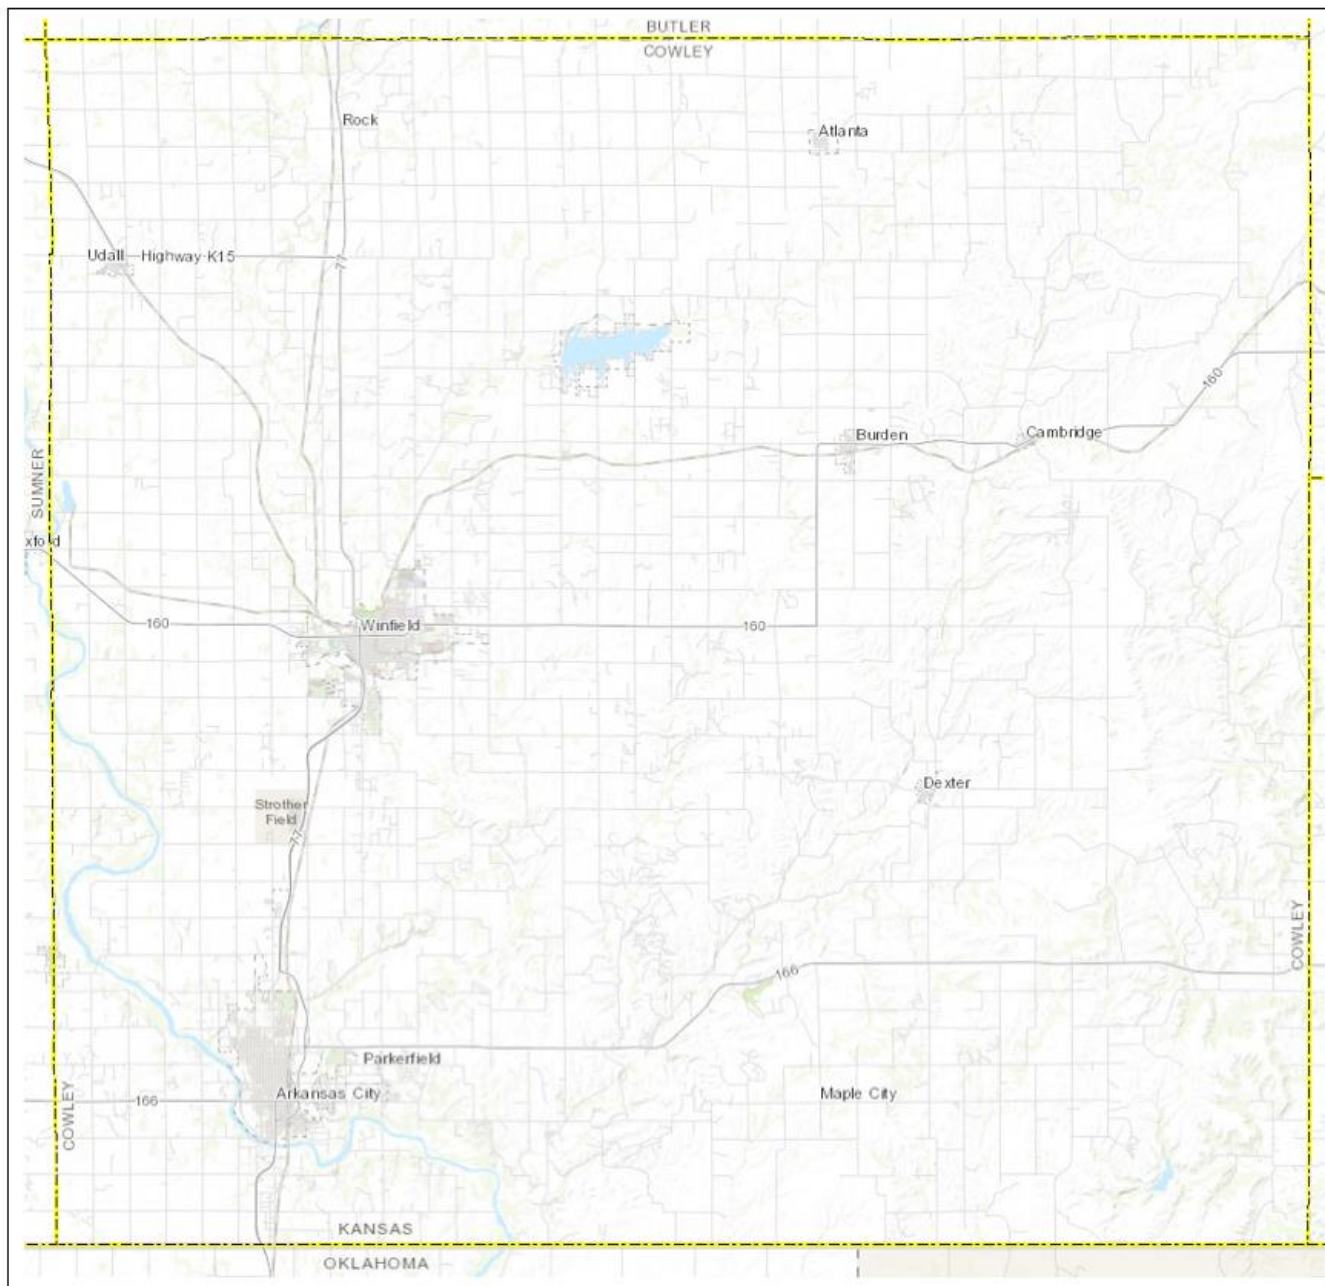 BUTLER
COWLEY
Rock
Atlanta
Udall
Highway K15
77
160
Burden
Cambridge
SUMNER
xford
Winfield
160
160
Dexter
Strother
Field
77
COWLEY
166
Parkerfield
Arkansas City
Maple City
166
COWLEY
KANSAS
OKLAHOMA